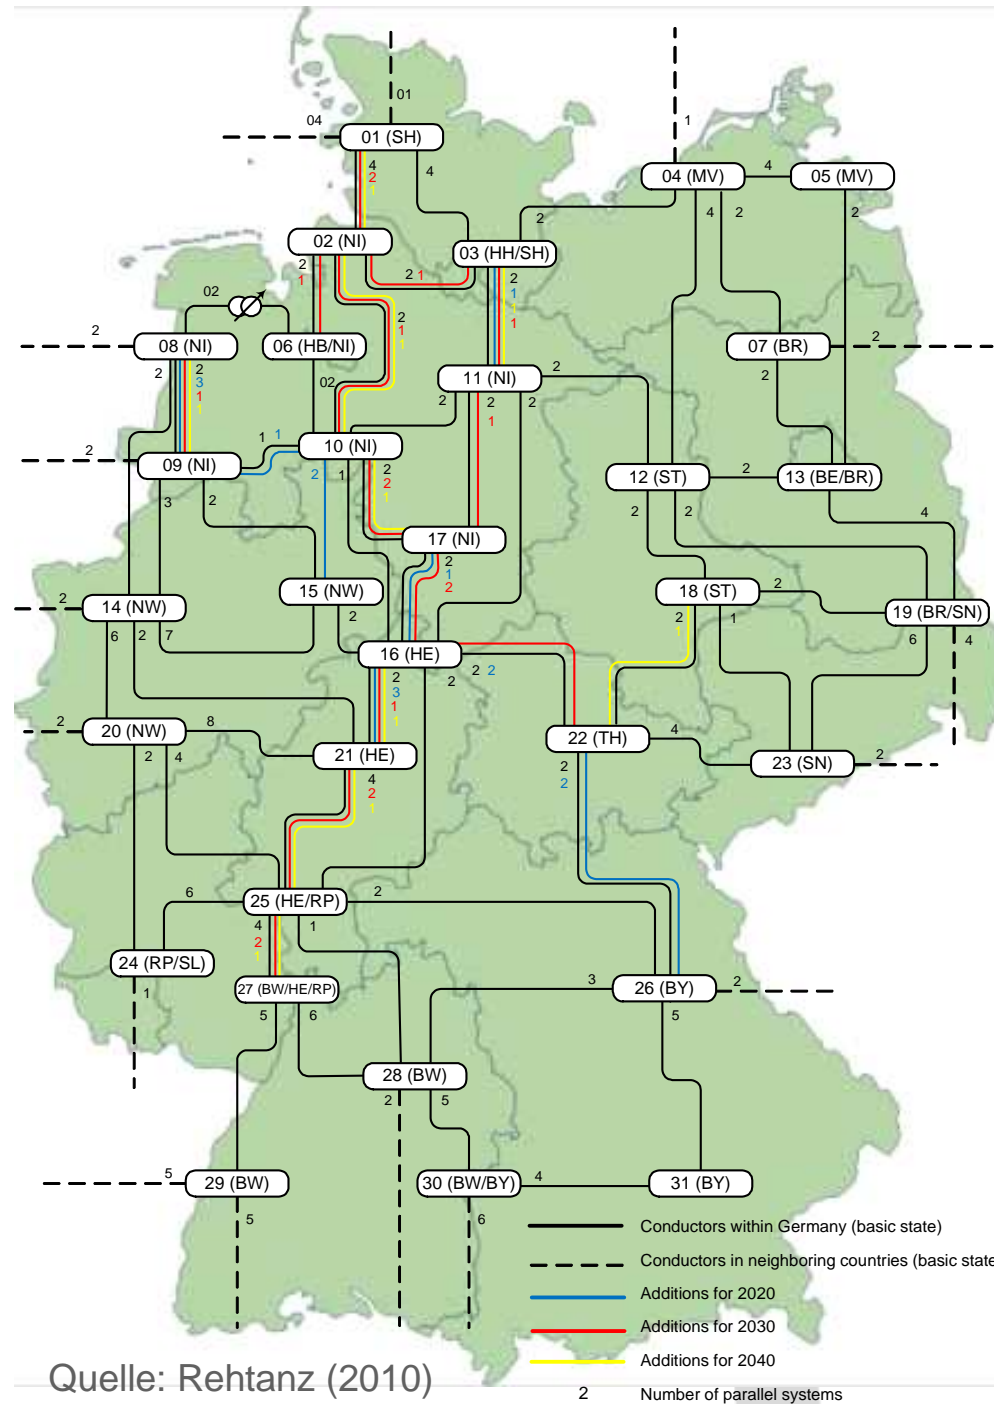 01
04
01 (SH)
1
4
2
1
4
04 (MV)
4
05 (MV)
2
4
2
2
02 (NI)
03 (HH/SH)
2
1
2 1
2
1
1
1
02
2
08 (NI)
06 (HB/NI)
2
1
1
07 (BR)
2
2
2
3
1
1
02
11 (NI)
2
2
2
1
2
2
2
09 (NI)
1
1
10 (NI)
3
2
2
1
2
2
1
12 (ST)
2
13 (BE/BR)
2
2
4
17 (NI)
2
1
2
2
14 (NW)
15 (NW)
2
18 (ST)
2
19 (BR/SN)
6
2
7
2
1
1
6
4
16 (HE)
2
3
1
1
2
2
2
2
20 (NW)
8
2
4
21 (HE)
4
2
1
22 (TH)
4
2
2
23 (SN)
2
6
25 (HE/RP)
2
4
2
1
1
24 (RP/SL)
1
27 (BW/HE/RP)
5
6
3
26 (BY)
2
5
28 (BW)
2
5
5
29 (BW)
5
30 (BW/BY)
4
31 (BY)
6
Conductors within Germany (basic state)
Conductors in neighboring countries (basic state
Additions for 2020
Additions for 2030
Additions for 2040
2 Number of parallel systems
Quelle: Rehtanz (2010)